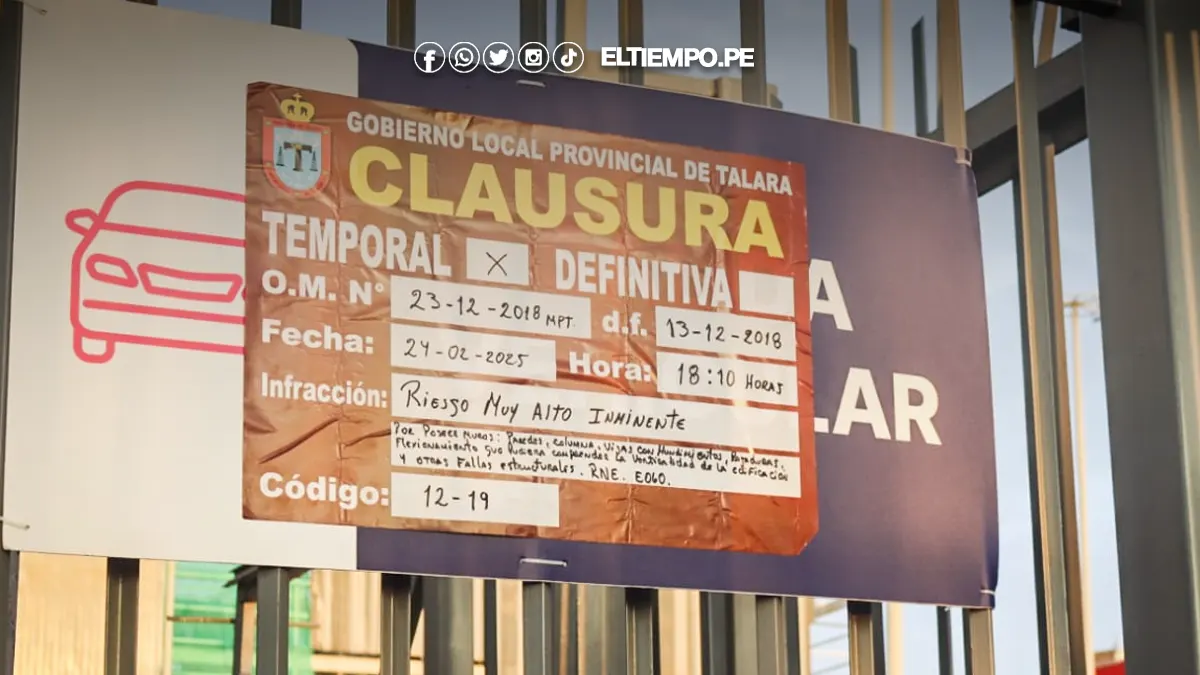 ELTIEMPO.PE
GOBIERNO LOCAL PROVINCIAL DE TALARA
CLAUSURA
TEMPORAL X DEFINITIVA
O.M. N° 23-12-2018 MPT. d.f. 13-12-2018
Fecha: 24-02-2025 Hora: 18:10 HORAS
Infracción: RIESGO MUY ALTO INMINENTE
POR POSEER MUROS: PAREDES, COLUMNA, VIGAS CON HUNDIMIENTOS, RAJADURAS,
FLEXIONAMIENTO QUE PUDIERA COMPRENDER LA VERTICALIDAD DE LA EDIFICACIÓN
Y OTRAS FALLAS ESTRUCTURALES. RNE. E060.
Código: 12-19
A
LAR